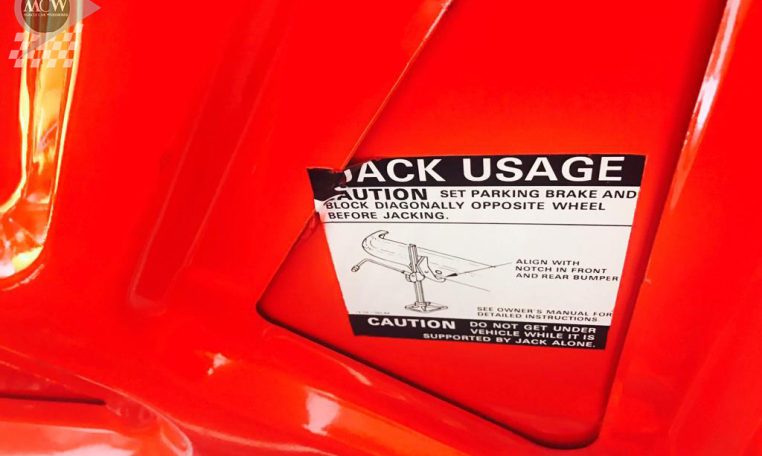 MCW
JACK USAGE
CAUTION SET PARKING BRAKE AND
BLOCK DIAGONALLY OPPOSITE WHEEL
BEFORE JACKING.
ALIGN WITH
NOTCH IN FRONT
AND REAR BUMPER
SEE OWNER'S MANUAL FOR
DETAILED INSTRUCTIONS
CAUTION DO NOT GET UNDER
VEHICLE WHILE IT IS
SUPPORTED BY JACK ALONE.